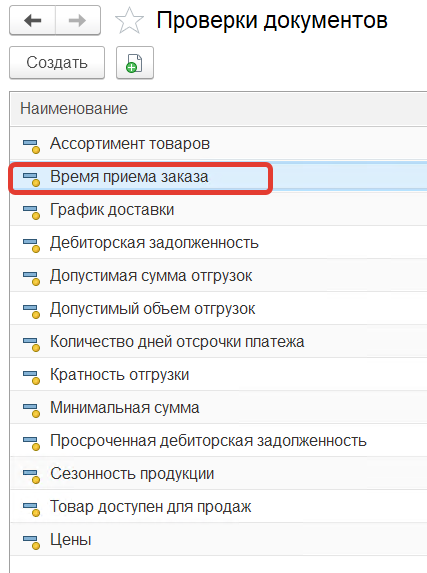 Проверки документов
Создать
Наименование
Ассортимент товаров
Время приема заказа
График доставки
Дебиторская задолженность
Допустимая сумма отгрузок
Допустимый объем отгрузок
Количество дней отсрочки платежа
Кратность отгрузки
Минимальная сумма
Просроченная дебиторская задолженность
Сезонность продукции
Товар доступен для продаж
Цены